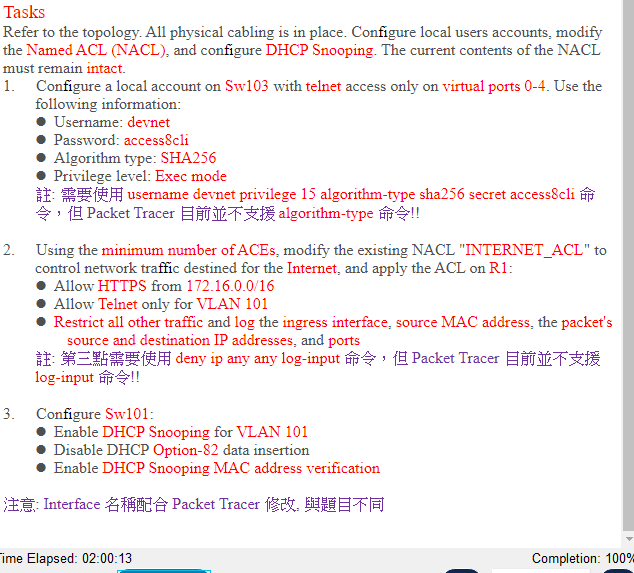 Tasks
Refer to the topology. All physical cabling is in place. Configure local users accounts, modify
the Named ACL (NACL), and configure DHCP Snooping. The current contents of the NACL
must remain intact.
1. Configure a local account on Sw103 with telnet access only on virtual ports 0-4. Use the
following information:
● Username: devnet
● Password: access8cli
● Algorithm type: SHA256
● Privilege level: Exec mode
註: 需要使用 username devnet privilege 15 algorithm-type sha256 secret access8cli 命
令，但 Packet Tracer 目前並不支援 algorithm-type 命令!!
2. Using the minimum number of ACEs, modify the existing NACL "INTERNET_ACL" to
control network traffic destined for the Internet, and apply the ACL on R1:
● Allow HTTPS from 172.16.0.0/16
● Allow Telnet only for VLAN 101
● Restrict all other traffic and log the ingress interface, source MAC address, the packet's
source and destination IP addresses, and ports
註: 第三點需要使用 deny ip any any log-input 命令，但 Packet Tracer 目前並不支援
log-input 命令!!
3. Configure Sw101:
● Enable DHCP Snooping for VLAN 101
● Disable DHCP Option-82 data insertion
● Enable DHCP Snooping MAC address verification
注意: Interface 名稱配合 Packet Tracer 修改, 與題目不同
Time Elapsed: 02:00:13 Completion: 100%